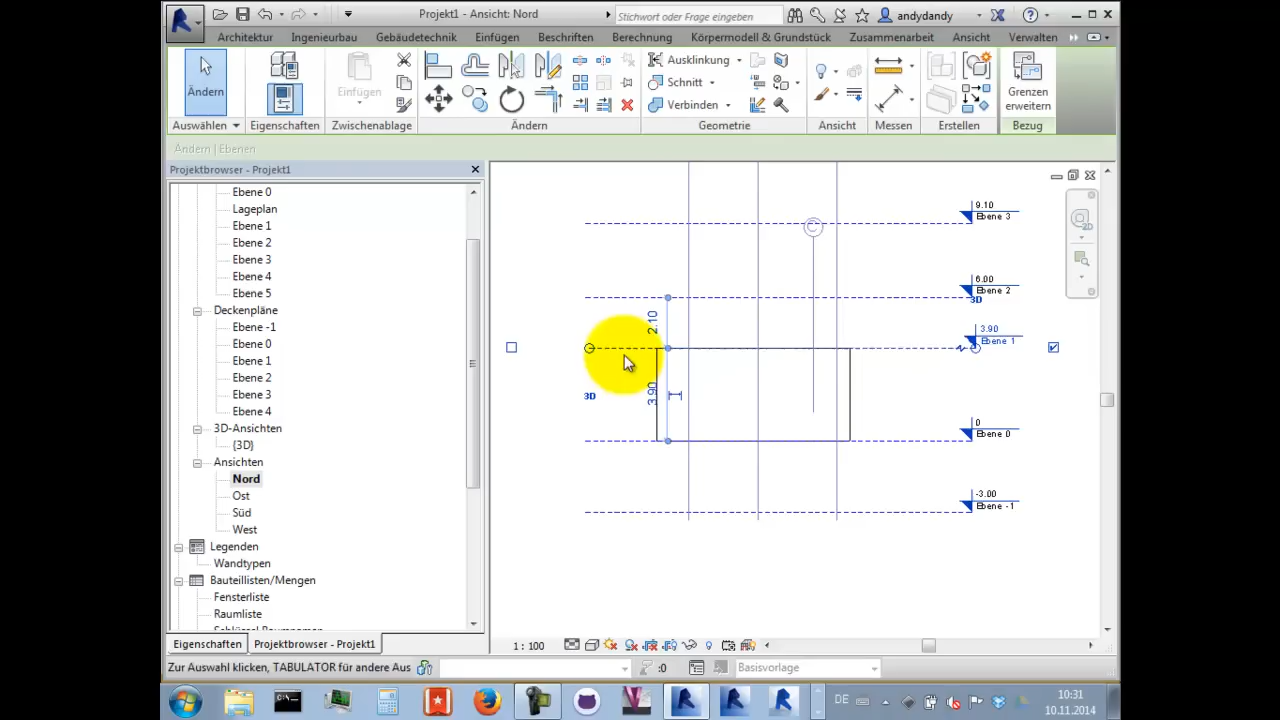 Projekt1 - Ansicht: Nord
Stichwort oder Frage eingeben
andydandy
Architektur
Ingenieurbau
Gebäudetechnik
Einfügen
Beschriften
Berechnung
Körpermodell & Grundstück
Zusammenarbeit
Ansicht
Verwalten
Ändern
Einfügen
Ausklinkung
Schnitt
Verbinden
Grenzen
erweitern
Auswählen
Eigenschaften
Zwischenablage
Ändern
Geometrie
Ansicht
Messen
Erstellen
Bezug
Ändern | Ebenen
Projektbrowser - Projekt1
Ebene 0
Lageplan
Ebene 1
Ebene 2
Ebene 3
Ebene 4
Ebene 5
Deckenpläne
Ebene -1
Ebene 0
Ebene 1
Ebene 2
Ebene 3
Ebene 4
3D-Ansichten
{3D}
Ansichten
Nord
Ost
Süd
West
Legenden
Wandtypen
Bauteillisten/Mengen
Fensterliste
Raumliste
Eigenschaften
Projektbrowser - Projekt1
2D
9.10
Ebene 3
C
6.00
Ebene 2
3D
2.10
3.90
Ebene 1
3.90
3D
0
Ebene 0
-3.00
Ebene -1
1 : 100
Zur Auswahl klicken, TABULATOR für andere Aus
:0
Basisvorlage
DE
10:31
10.11.2014